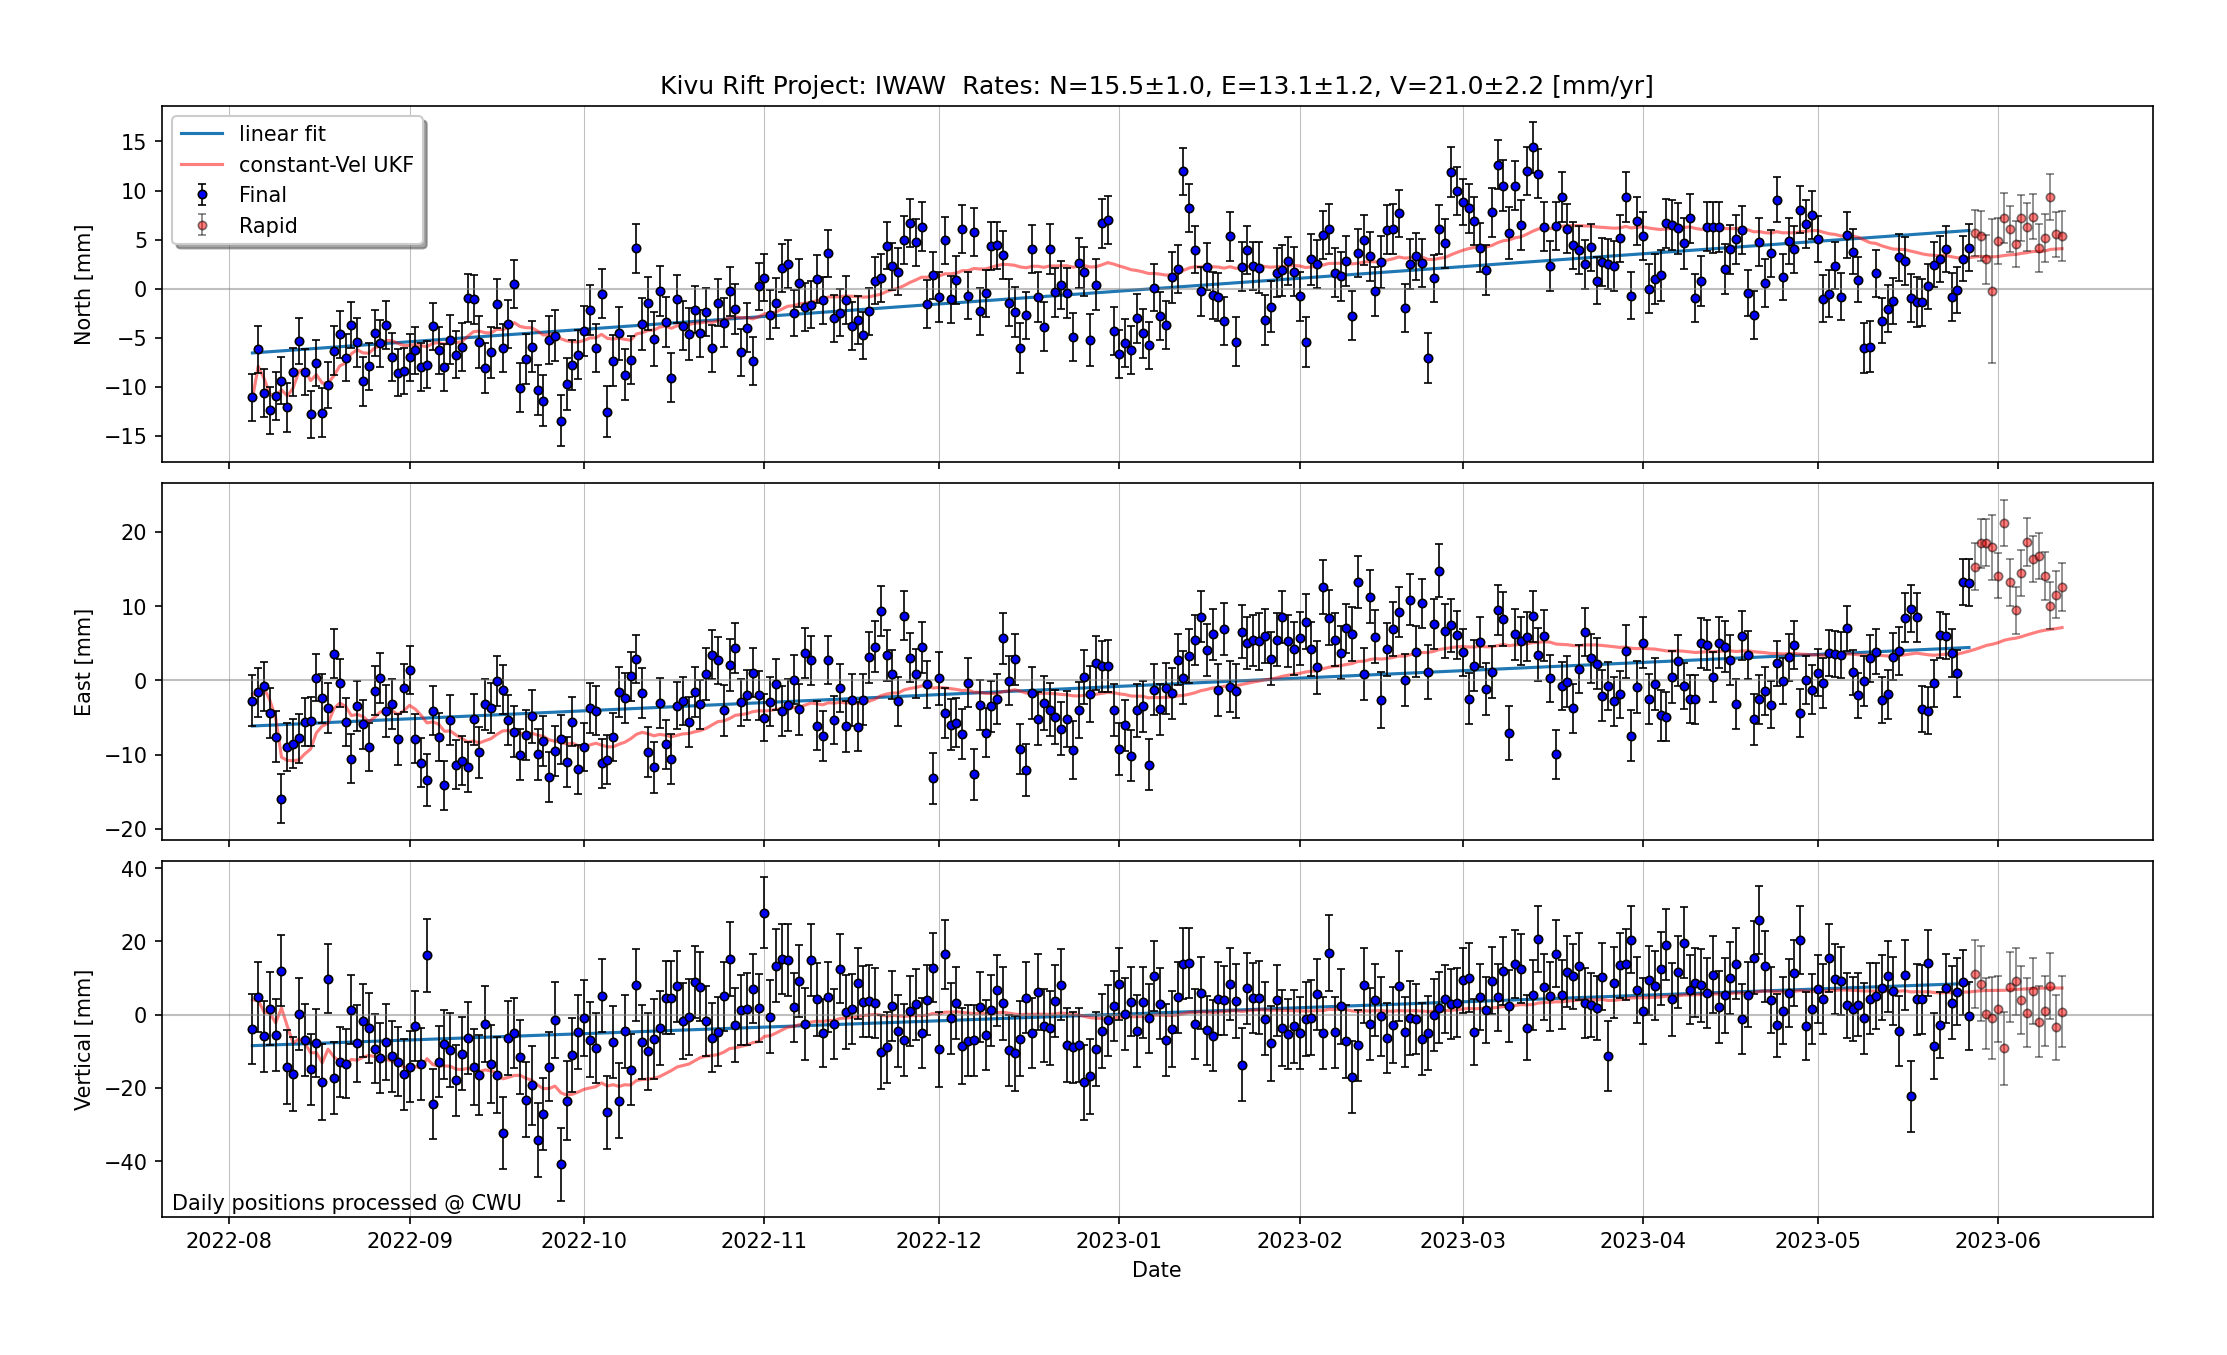 Kivu Rift Project: IWAW  Rates: N=15.5±1.0, E=13.1±1.2, V=21.0±2.2 [mm/yr]
linear fit
constant-Vel UKF
Final
Rapid
North [mm]
15
10
5
0
−5
−10
−15
East [mm]
20
10
0
−10
−20
Vertical [mm]
40
20
0
−20
−40
Daily positions processed @ CWU
2022-08 2022-09 2022-10 2022-11 2022-12 2023-01 2023-02 2023-03 2023-04 2023-05 2023-06
Date